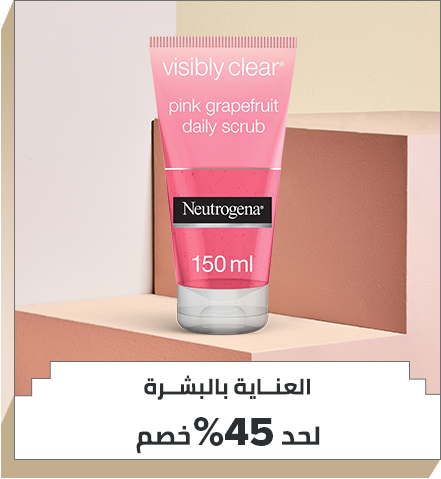 visibly clear®
pink grapefruit
daily scrub
Neutrogena®
150 ml
العناية بالبشرة
لحد 45% خصم